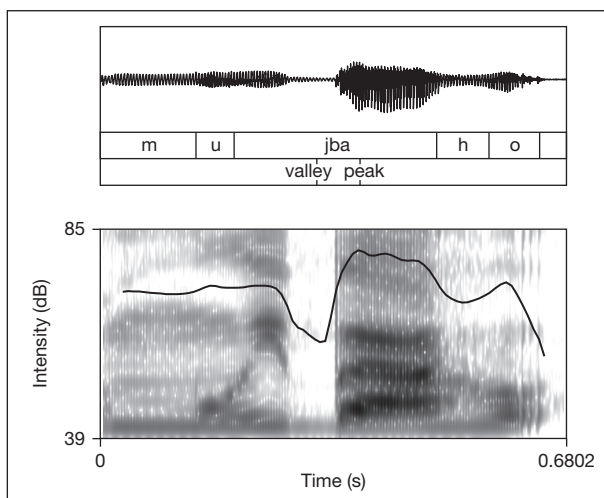 m u jba h o
valley peak
85
Intensity (dB)
39
0 0.6802
Time (s)